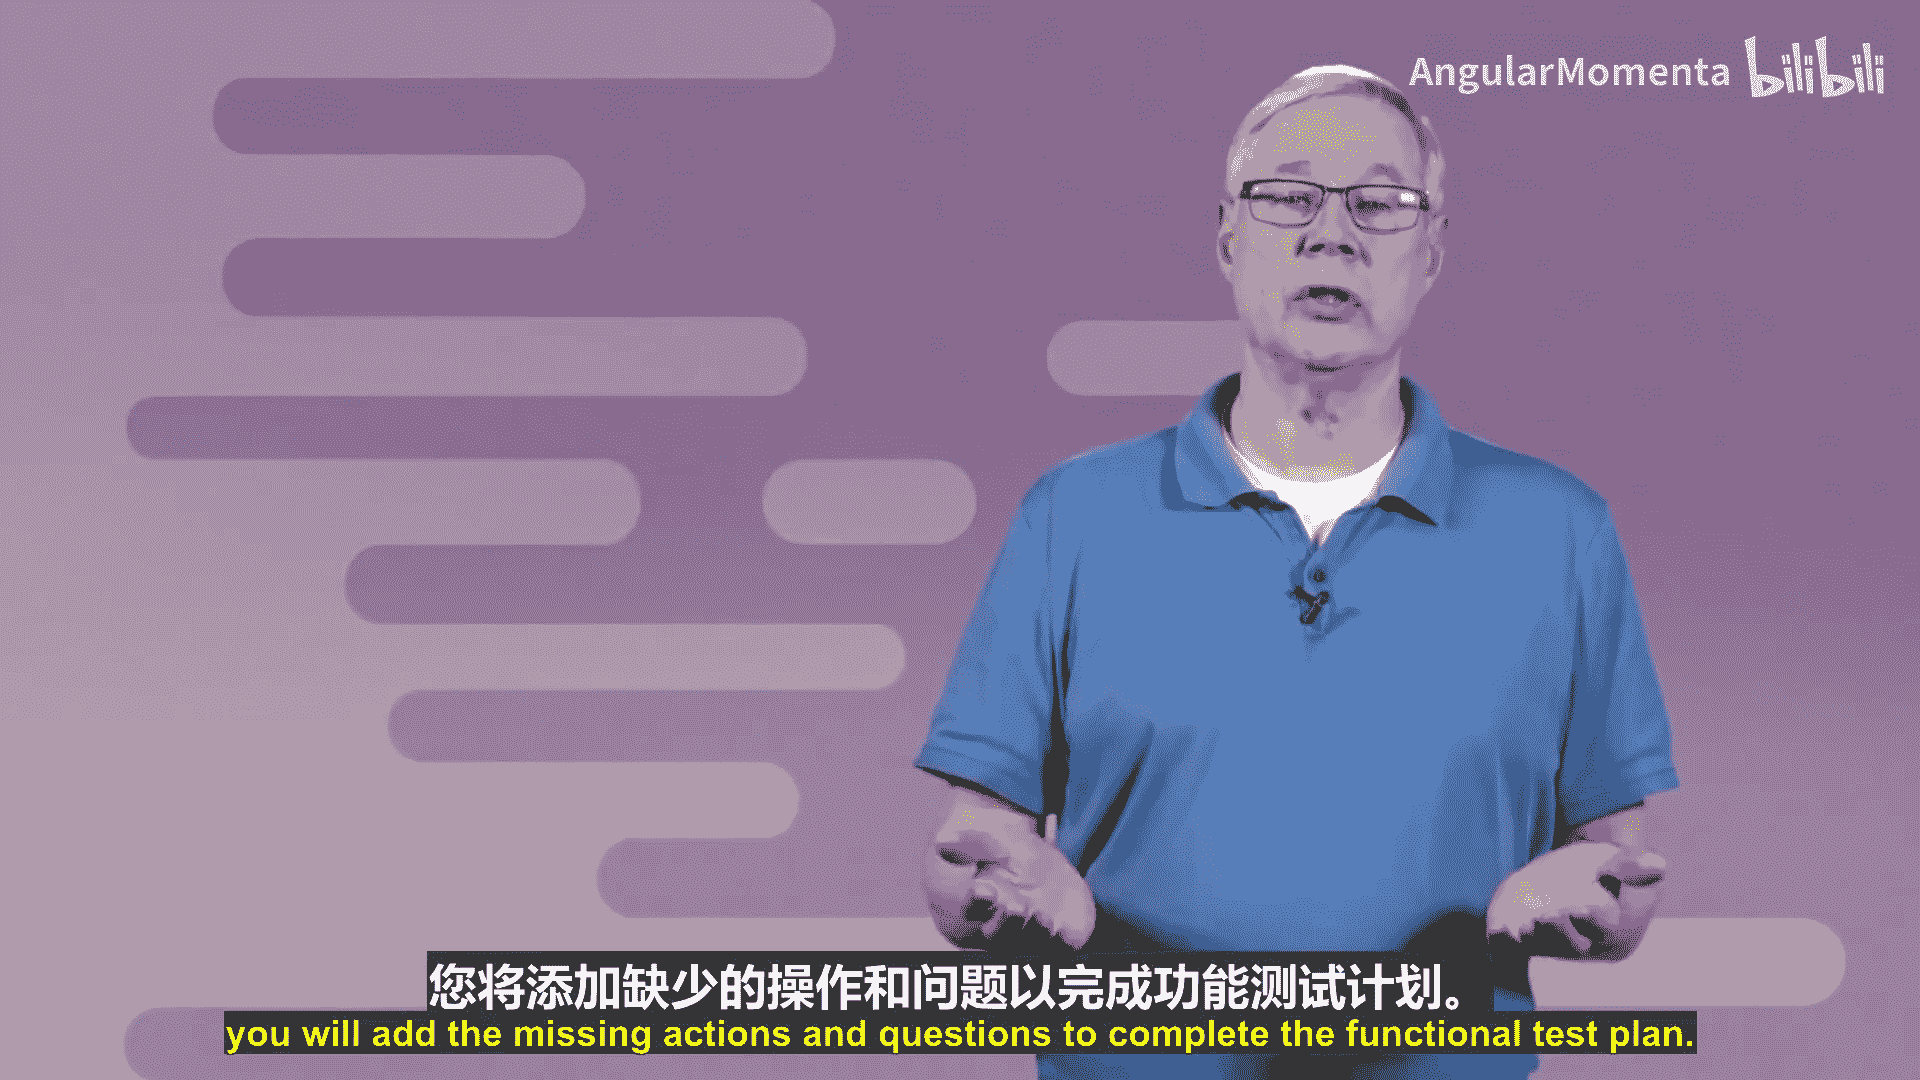 AngularMomenta bilibili
您将添加缺少的操作和问题以完成功能测试计划。
you will add the missing actions and questions to complete the functional test plan.